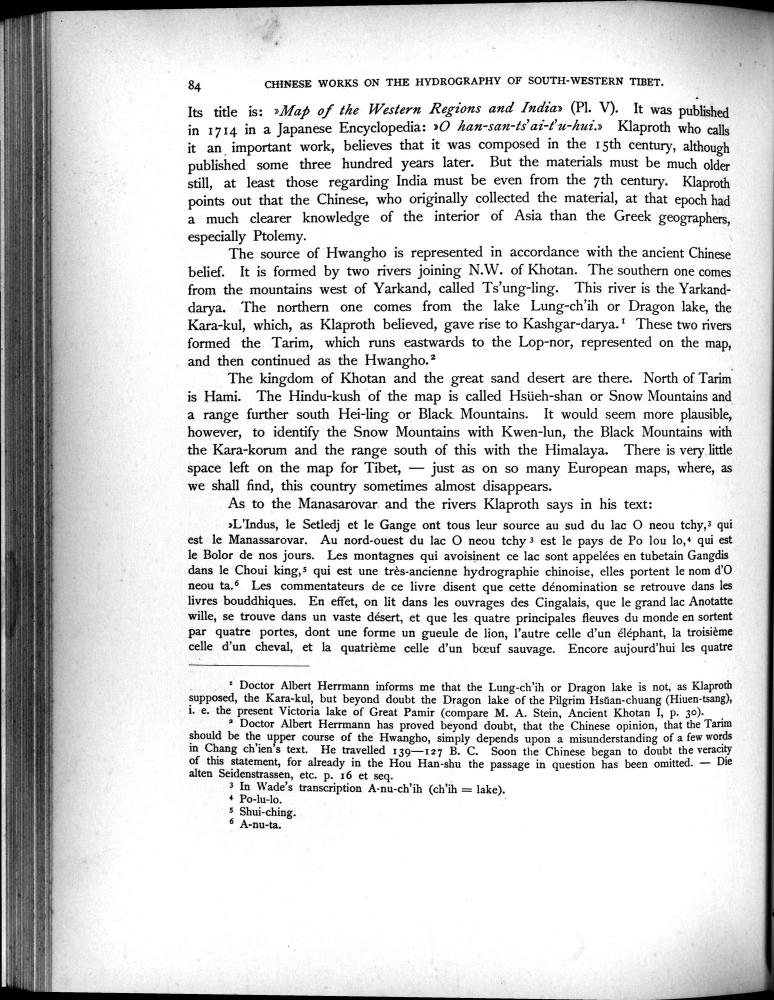 84 CHINESE WORKS ON THE HYDROGRAPHY OF SOUTH-WESTERN TIBET.
Its title is: »Map of the Western Regions and India» (Pl. V). It was published
in 1714 in a Japanese Encyclopedia: »O han-san-ts'ai-t'u-hui.» Klaproth who calls
it an important work, believes that it was composed in the 15th century, although
published some three hundred years later. But the materials must be much older
still, at least those regarding India must be even from the 7th century. Klaproth
points out that the Chinese, who originally collected the material, at that epoch had
a much clearer knowledge of the interior of Asia than the Greek geographers,
especially Ptolemy.
The source of Hwangho is represented in accordance with the ancient Chinese
belief. It is formed by two rivers joining N.W. of Khotan. The southern one comes
from the mountains west of Yarkand, called Ts'ung-ling. This river is the Yarkand-
darya. The northern one comes from the lake Lung-ch'ih or Dragon lake, the
Kara-kul, which, as Klaproth believed, gave rise to Kashgar-darya.¹ These two rivers
formed the Tarim, which runs eastwards to the Lop-nor, represented on the map,
and then continued as the Hwangho.²
The kingdom of Khotan and the great sand desert are there. North of Tarim
is Hami. The Hindu-kush of the map is called Hsüeh-shan or Snow Mountains and
a range further south Hei-ling or Black Mountains. It would seem more plausible,
however, to identify the Snow Mountains with Kwen-lun, the Black Mountains with
the Kara-korum and the range south of this with the Himalaya. There is very little
space left on the map for Tibet, — just as on so many European maps, where, as
we shall find, this country sometimes almost disappears.
As to the Manasarovar and the rivers Klaproth says in his text:
»L'Indus, le Setledj et le Gange ont tous leur source au sud du lac O neou tchy,³ qui
est le Manassarovar. Au nord-ouest du lac O neou tchy³ est le pays de Po lou lo,⁴ qui est
le Bolor de nos jours. Les montagnes qui avoisinent ce lac sont appelées en tubetain Gangdis
dans le Choui king,⁵ qui est une très-ancienne hydrographie chinoise, elles portent le nom d'O
neou ta.⁶ Les commentateurs de ce livre disent que cette dénomination se retrouve dans les
livres bouddhiques. En effet, on lit dans les ouvrages des Cingalais, que le grand lac Anotatte
wille, se trouve dans un vaste désert, et que les quatre principales fleuves du monde en sortent
par quatre portes, dont une forme un gueule de lion, l'autre celle d'un éléphant, la troisième
celle d'un cheval, et la quatrième celle d'un bœuf sauvage. Encore aujourd'hui les quatre
¹ Doctor Albert Herrmann informs me that the Lung-ch'ih or Dragon lake is not, as Klaproth
supposed, the Kara-kul, but beyond doubt the Dragon lake of the Pilgrim Hsüan-chuang (Hiuen-tsang),
i. e. the present Victoria lake of Great Pamir (compare M. A. Stein, Ancient Khotan I, p. 30).
² Doctor Albert Herrmann has proved beyond doubt, that the Chinese opinion, that the Tarim
should be the upper course of the Hwangho, simply depends upon a misunderstanding of a few words
in Chang ch'ien's text. He travelled 139—127 B. C. Soon the Chinese began to doubt the veracity
of this statement, for already in the Hou Han-shu the passage in question has been omitted. — Die
alten Seidenstrassen, etc. p. 16 et seq.
³ In Wade's transcription A-nu-ch'ih (ch'ih = lake).
⁴ Po-lu-lo.
⁵ Shui-ching.
⁶ A-nu-ta.